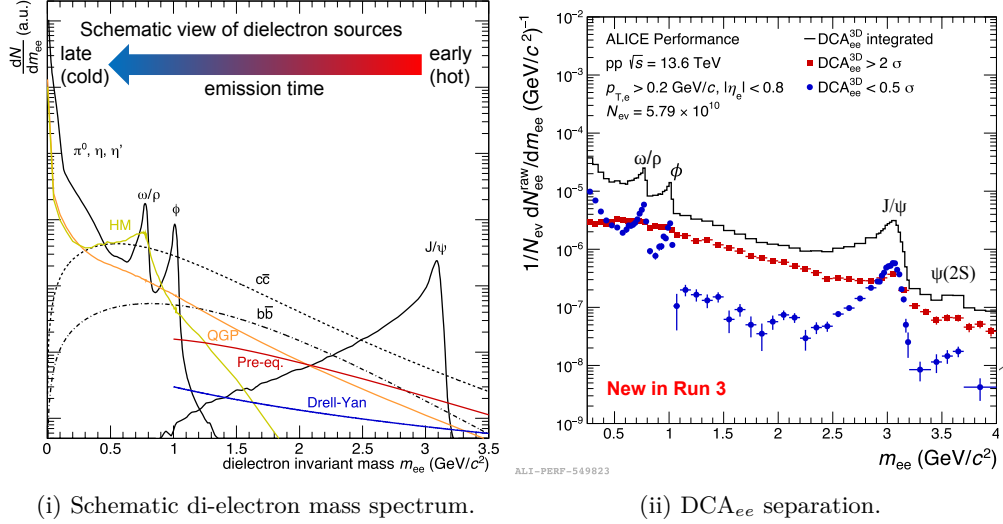 dN/dm_ee (a.u.)
Schematic view of dielectron sources
late
(cold)
early
(hot)
emission time
π⁰, η, η'
ω/ρ
ϕ
HM
J/ψ
cc̅
bb̅
QGP
Pre-eq.
Drell-Yan
0 0.5 1 1.5 2 2.5 3 3.5
dielectron invariant mass m_ee (GeV/c²)
1/N_ev dN_ee^raw/dm_ee (GeV/c²)⁻¹
10⁻²
10⁻³
10⁻⁴
10⁻⁵
10⁻⁶
10⁻⁷
10⁻⁸
10⁻⁹
ALICE Performance
pp √s = 13.6 TeV
p_T,e > 0.2 GeV/c, |η_e| < 0.8
N_ev = 5.79 × 10¹⁰
DCA_ee^3D integrated
DCA_ee^3D > 2 σ
DCA_ee^3D < 0.5 σ
ω/ρ
ϕ
J/ψ
ψ(2S)
New in Run 3
0.5 1 1.5 2 2.5 3 3.5 4
m_ee (GeV/c²)
ALI-PERF-549823
(i) Schematic di-electron mass spectrum.
(ii) DCA_ee separation.